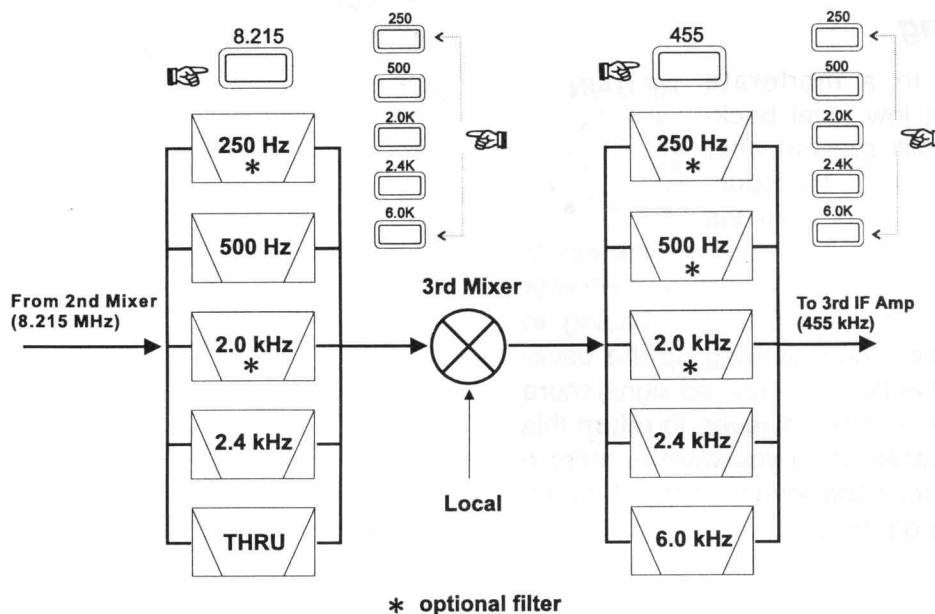 8.215
250
500
2.0K
2.4K
6.0K
455
250
500
2.0K
2.4K
6.0K
250 Hz
*
500 Hz
2.0 kHz
*
2.4 kHz
THRU
From 2nd Mixer
(8.215 MHz)
3rd Mixer
Local
250 Hz
*
500 Hz
*
2.0 kHz
*
2.4 kHz
6.0 kHz
To 3rd IF Amp
(455 kHz)
* optional filter